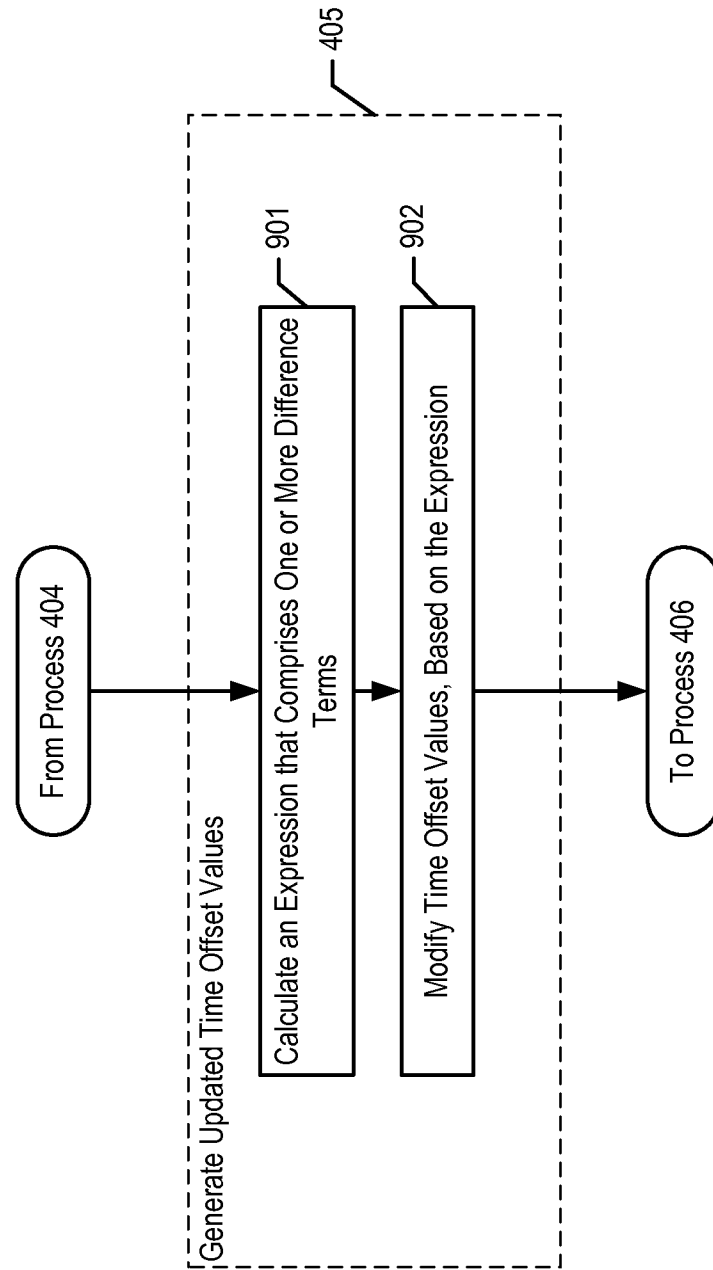 From Process 404
405
Generate Updated Time Offset Values
901
Calculate an Expression that Comprises One or More Difference
Terms
902
Modify Time Offset Values, Based on the Expression
To Process 406